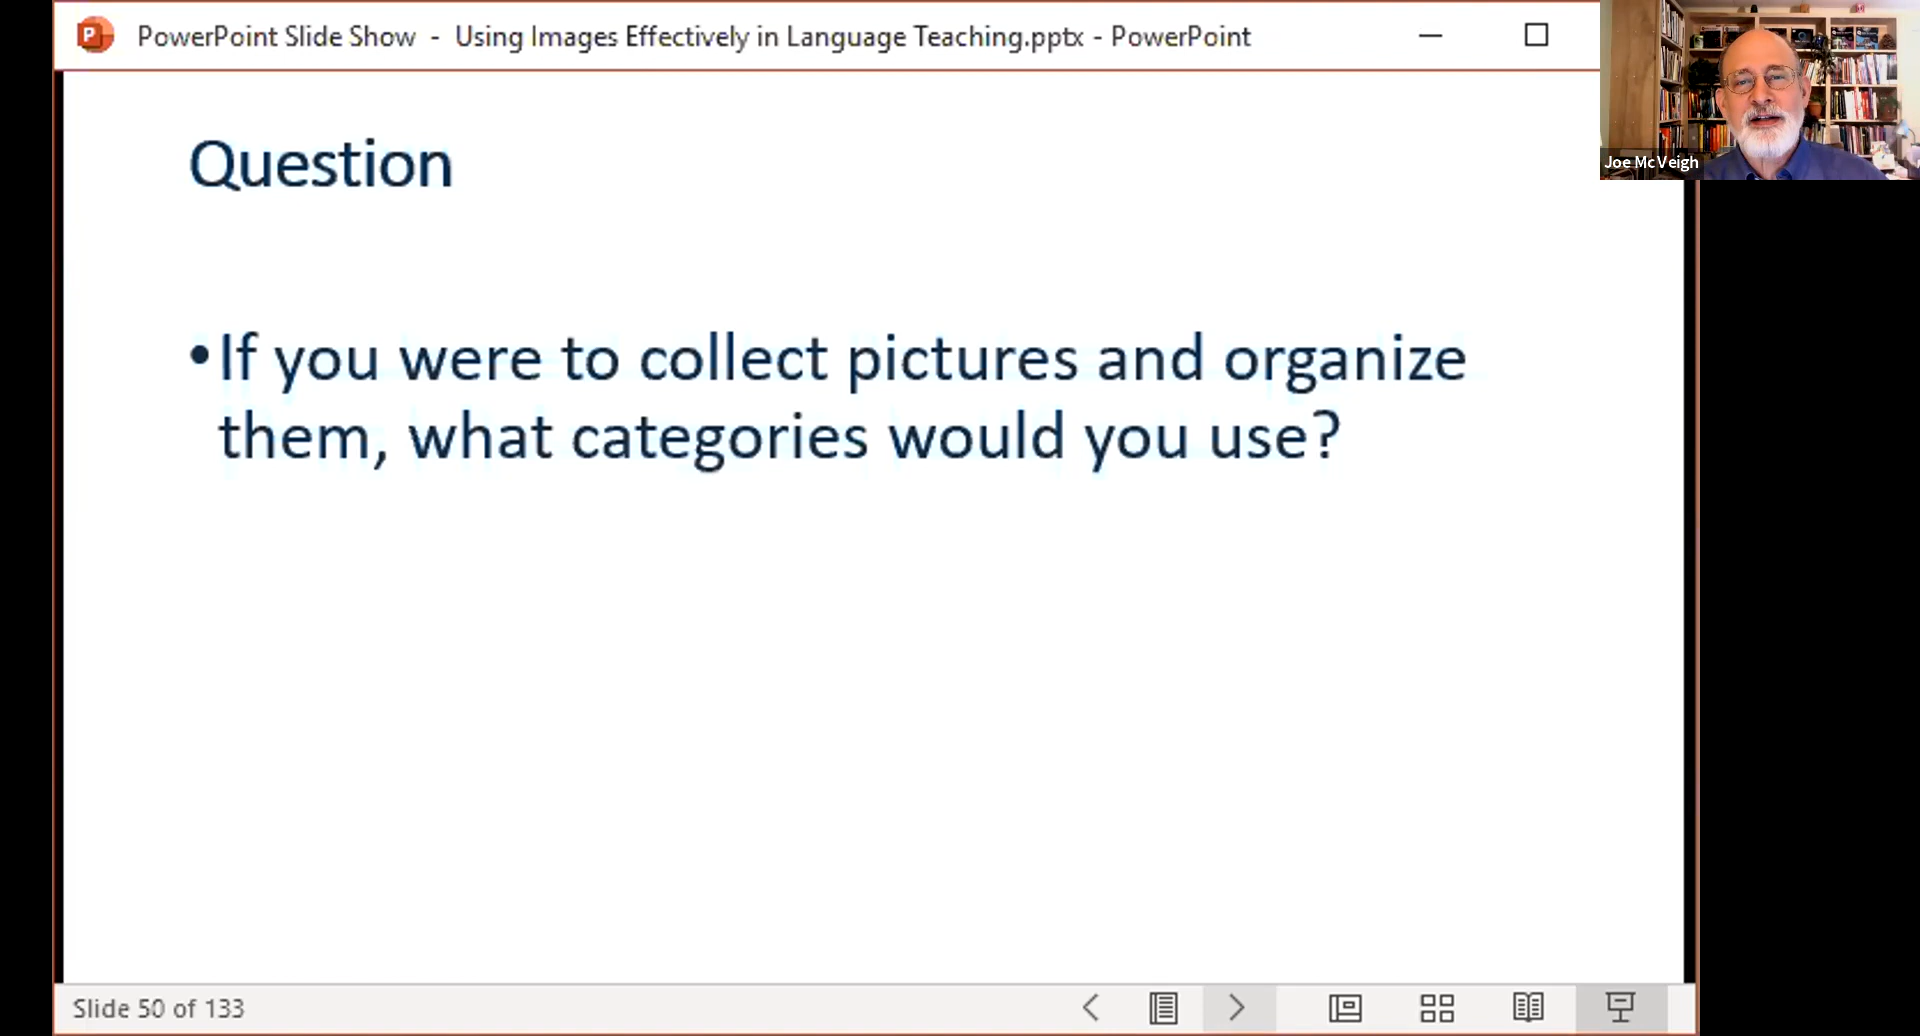 PowerPoint Slide Show - Using Images Effectively in Language Teaching.pptx - PowerPoint
Joe McVeigh
Question
•If you were to collect pictures and organize
them, what categories would you use?
Slide 50 of 133